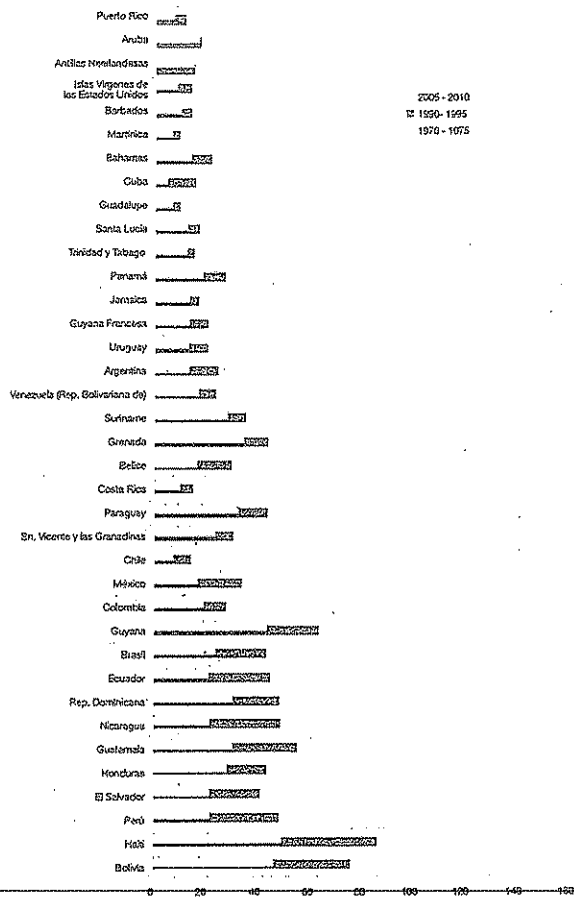 Puerto Rico
Aruba
Antillas Neerlandesas
Islas Vírgenes de
los Estados Unidos
2005 - 2010
Barbados
1990 - 1995
Martinica
1970 - 1975
Bahamas
Cuba
Guadalupe
Santa Lucía
Trinidad y Tabago
Panamá
Jamaica
Guyana Francesa
Uruguay
Argentina
Venezuela (Rep. Bolivariana de)
Suriname
Grenada
Belice
Costa Rica
Paraguay
Sn. Vicente y las Granadinas
Chile
México
Colombia
Guyana
Brasil
Ecuador
Rep. Dominicana
Nicaragua
Guatemala
Honduras
El Salvador
Perú
Haití
Bolivia
0 20 40 60 80 100 120 140 160